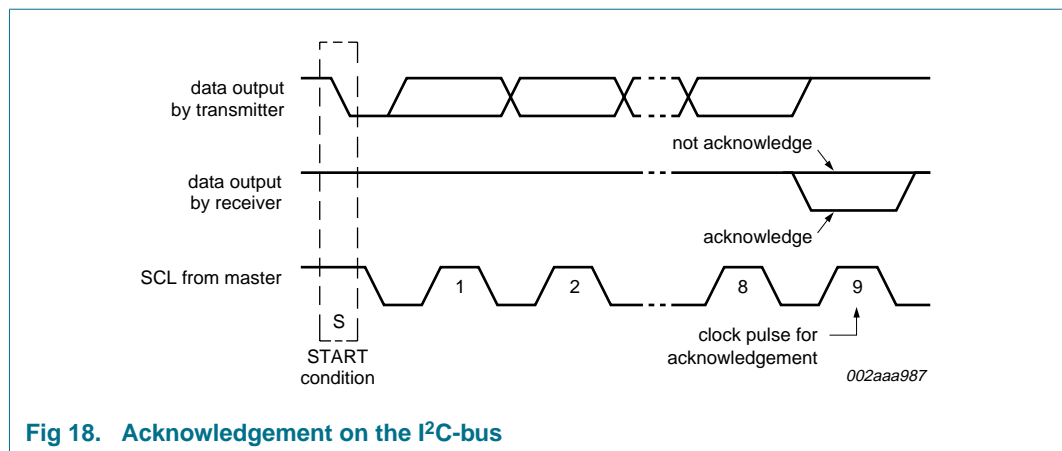 data output
by transmitter
not acknowledge
data output
by receiver
acknowledge
SCL from master
1
2
8
9
S
START
condition
clock pulse for
acknowledgement
002aaa987
Fig 18. Acknowledgement on the I²C-bus